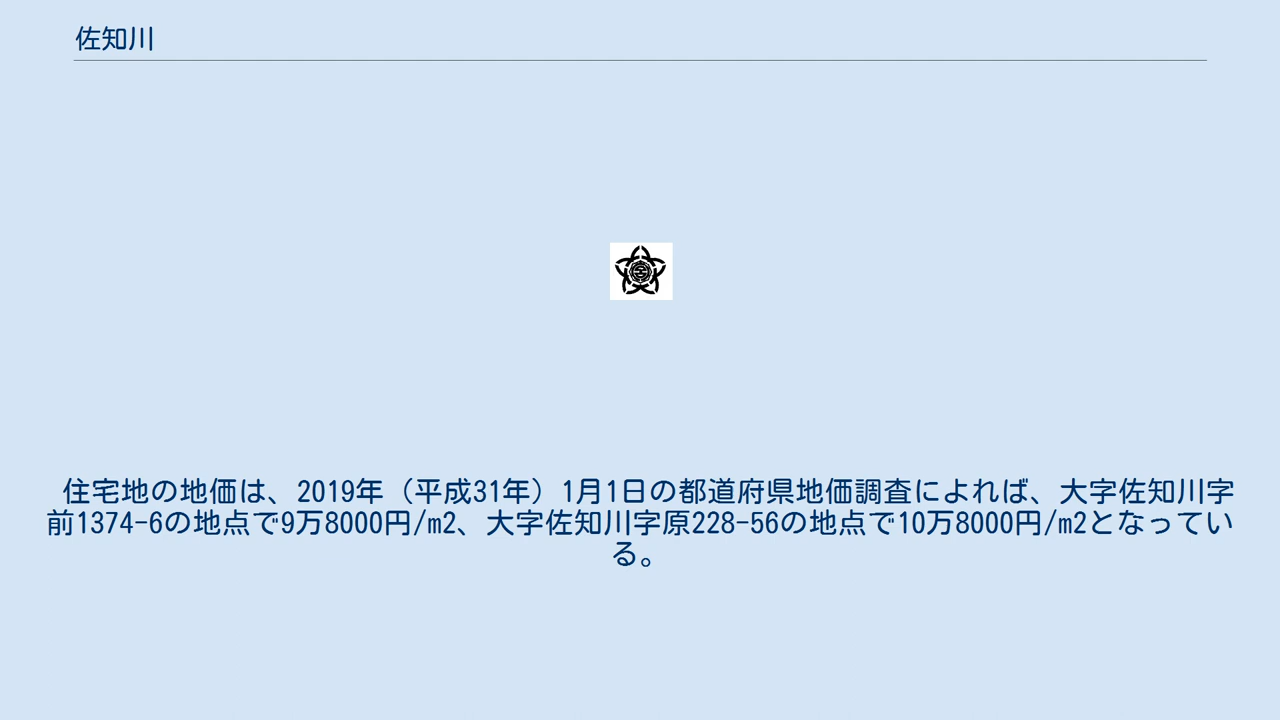 佐知川
住宅地の地価は、2019年（平成31年）1月1日の都道府県地価調査によれば、大字佐知川字
前1374-6の地点で9万8000円/m2、大字佐知川字原228-56の地点で10万8000円/m2となってい
る。